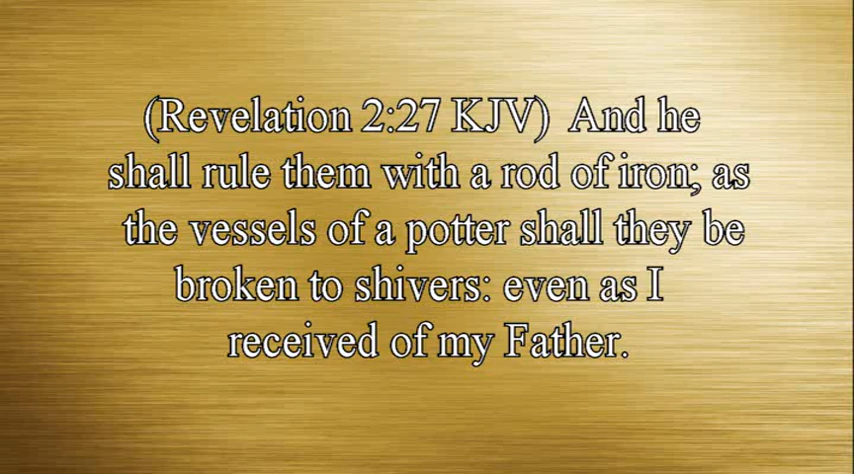 (Revelation 2:27 KJV)  And he
shall rule them with a rod of iron; as
the vessels of a potter shall they be
broken to shivers: even as I
received of my Father.